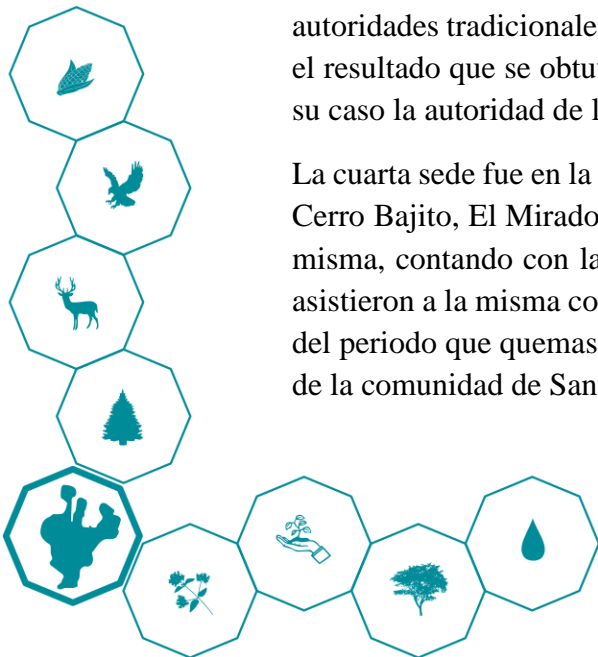 autoridades tradicionale
el resultado que se obtu
su caso la autoridad de l
La cuarta sede fue en la
Cerro Bajito, El Mirado
misma, contando con la
asistieron a la misma co
del periodo que quemas
de la comunidad de San